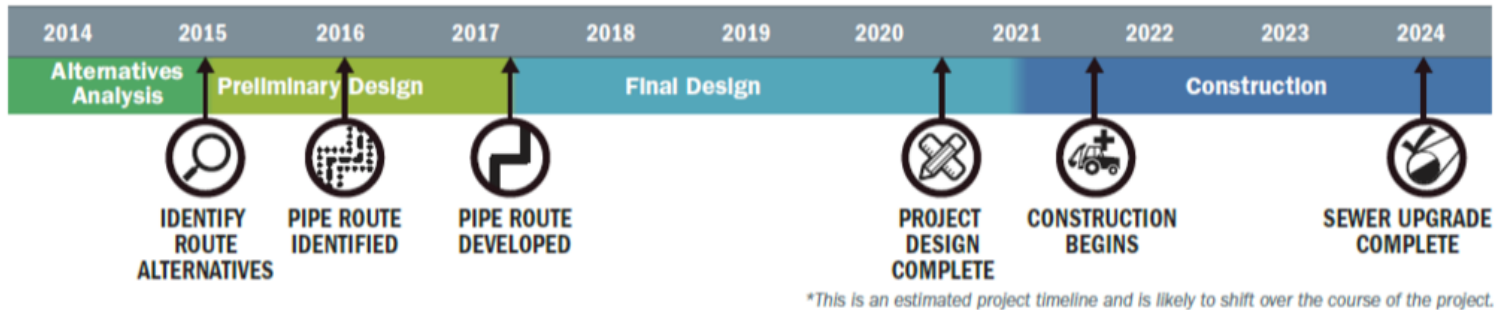 2014 2015 2016 2017 2018 2019 2020 2021 2022 2023 2024
Alternatives
Analysis
Preliminary Design
Final Design
Construction
IDENTIFY
ROUTE
ALTERNATIVES
PIPE ROUTE
IDENTIFIED
PIPE ROUTE
DEVELOPED
PROJECT
DESIGN
COMPLETE
CONSTRUCTION
BEGINS
SEWER UPGRADE
COMPLETE
*This is an estimated project timeline and is likely to shift over the course of the project.